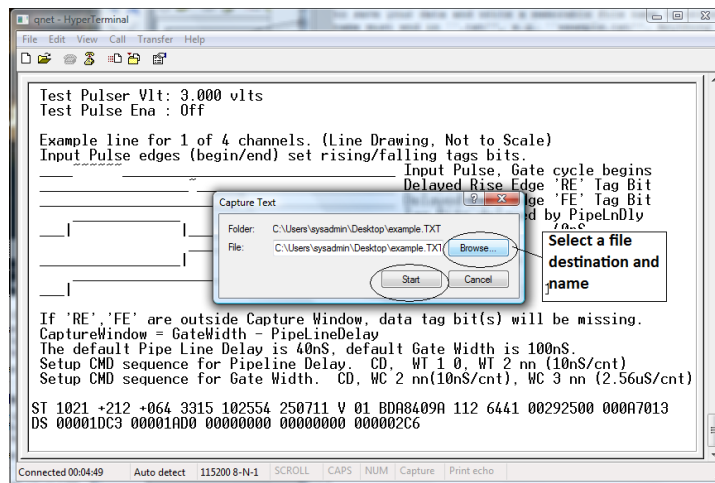 qnet - HyperTerminal
File Edit View Call Transfer Help
Test Pulser Vlt: 3.000 vlts
Test Pulse Ena : Off
Example line for 1 of 4 channels. (Line Drawing, Not to Scale)
Input Pulse edges (begin/end) set rising/falling tags bits.
Input Pulse, Gate cycle begins
Delayed Rise Edge 'RE' Tag Bit
Edge 'FE' Tag Bit
d by PipeLnDly
Capture Text
Folder: C:\Users\sysadmin\Desktop\example.TXT
File: C:\Users\sysadmin\Desktop\example.TXT
Browse...
Start
Cancel
Select a file
destination and
name
If 'RE','FE' are outside Capture Window, data tag bit(s) will be missing.
CaptureWindow = GateWidth - PipeLineDelay
The default Pipe Line Delay is 40nS, default Gate Width is 100nS.
Setup CMD sequence for Pipeline Delay. CD, WT 1 0, WT 2 nn (10nS/cnt)
Setup CMD sequence for Gate Width. CD, WC 2 nn(10nS/cnt), WC 3 nn (2.56uS/cnt)
ST 1021 +212 +064 3315 102554 250711 V 01 BDA8409A 112 6441 00292500 000A7013
DS 00001DC3 00001AD0 00000000 00000000 000002C6
Connected 00:04:49 Auto detect 115200 8-N-1 SCROLL CAPS NUM Capture Print echo